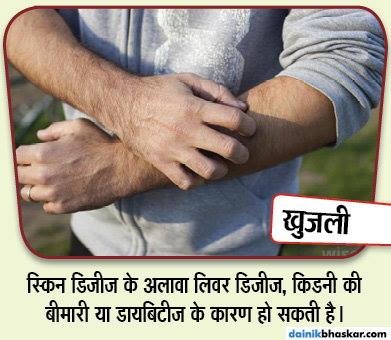 खुजली
स्किन डिजीज के अलावा लिवर डिजीज, किडनी की
बीमारी या डायबिटीज के कारण हो सकती है।
dainikbhaskar.com